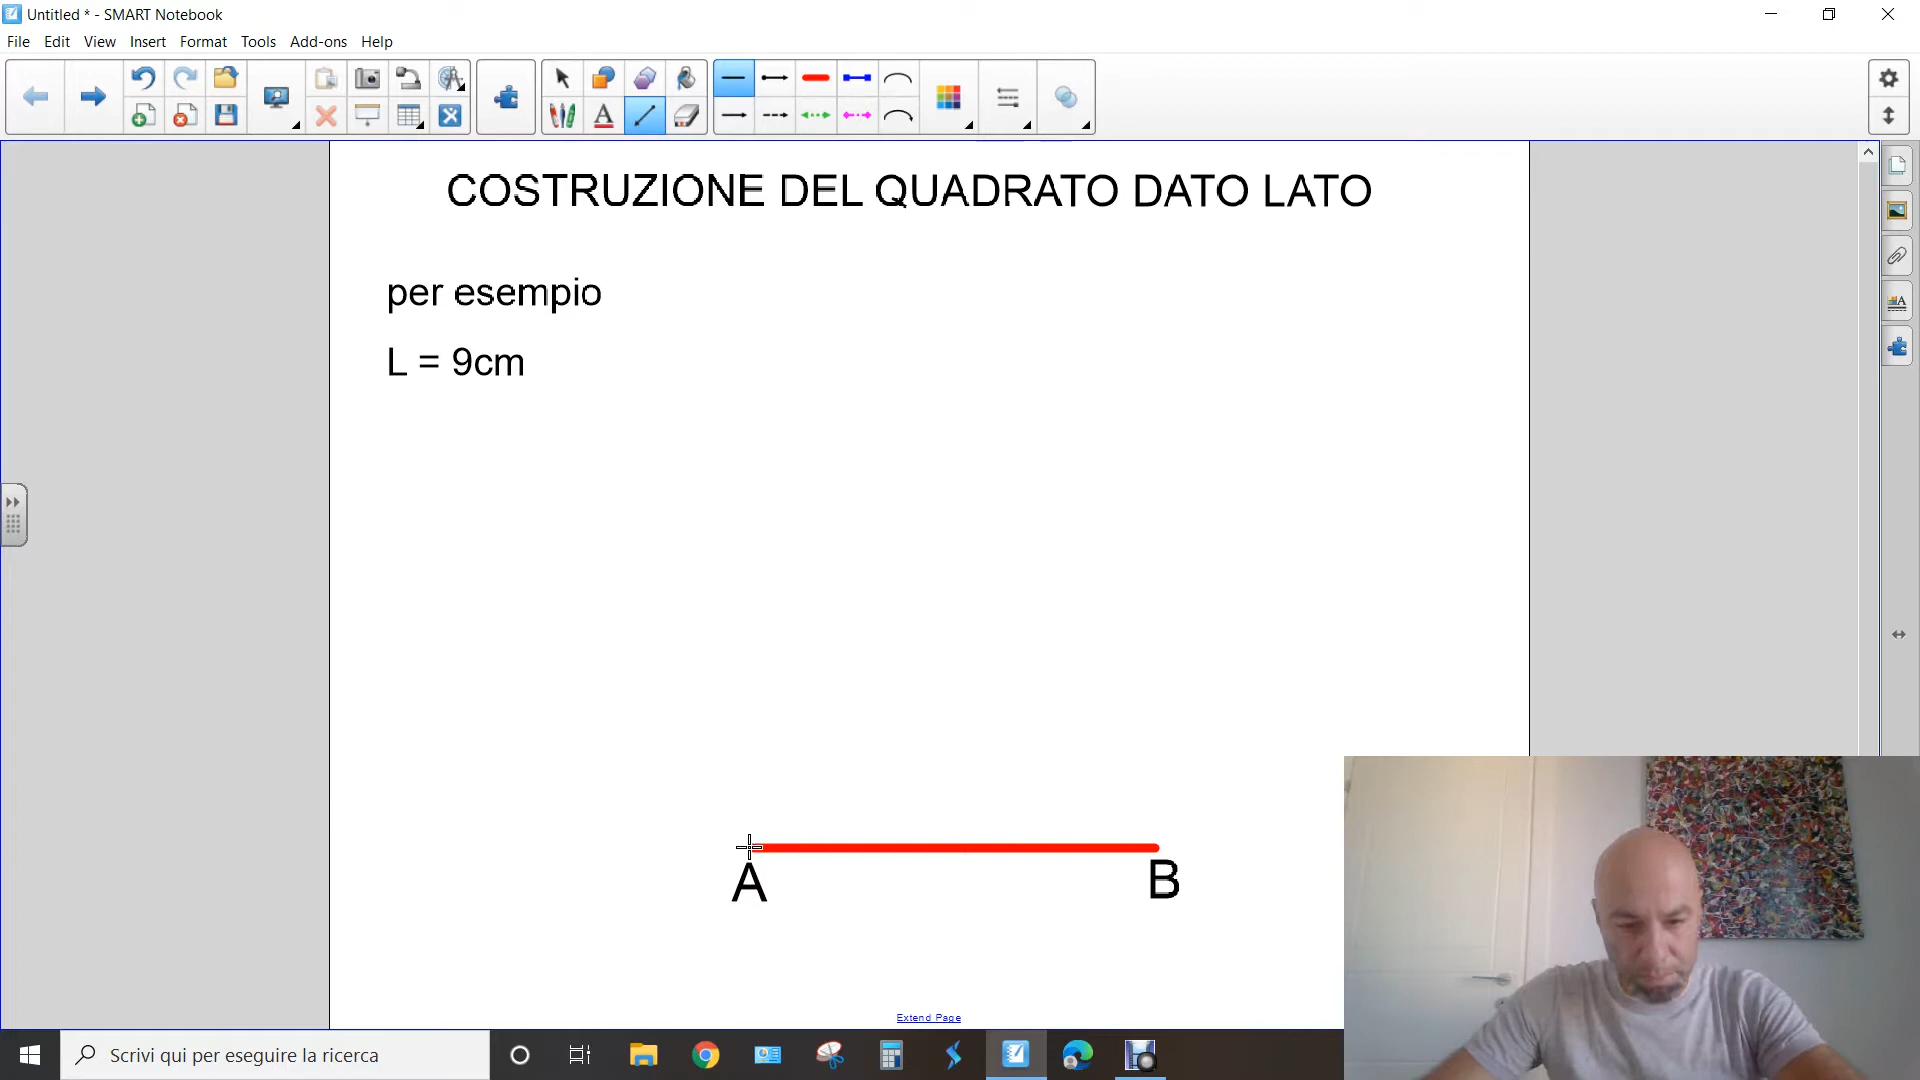 Untitled * - SMART Notebook
File Edit View Insert Format Tools Add-ons Help
COSTRUZIONE DEL QUADRATO DATO LATO
per esempio
L = 9cm
A B
Extend Page
Scrivi qui per eseguire la ricerca